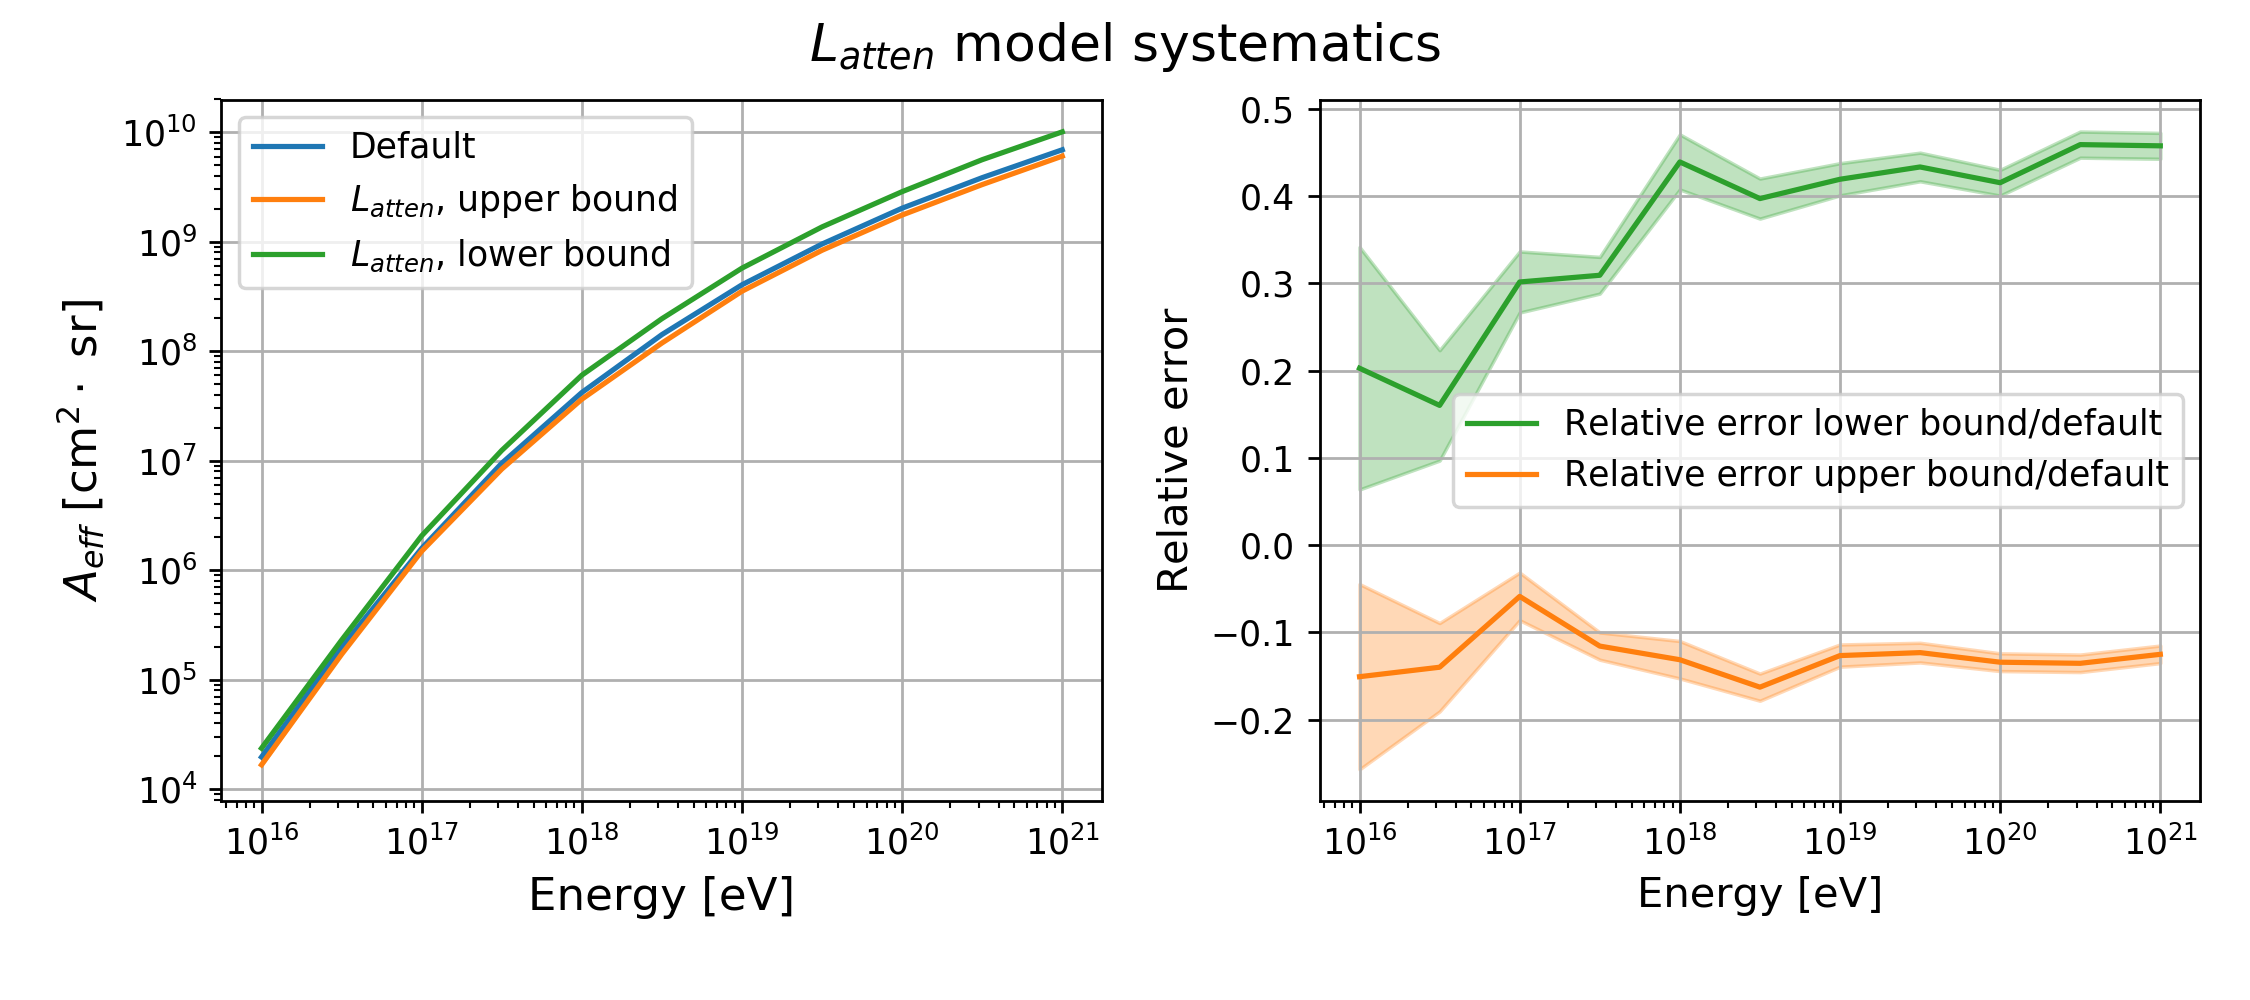 L_atten model systematics
Default
L_atten, upper bound
L_atten, lower bound
10^10
10^9
10^8
10^7
10^6
10^5
10^4
A_eff [cm^2 · sr]
10^16 10^17 10^18 10^19 10^20 10^21
Energy [eV]
0.5
0.4
0.3
0.2
0.1
0.0
−0.1
−0.2
Relative error
Relative error lower bound/default
Relative error upper bound/default
10^16 10^17 10^18 10^19 10^20 10^21
Energy [eV]